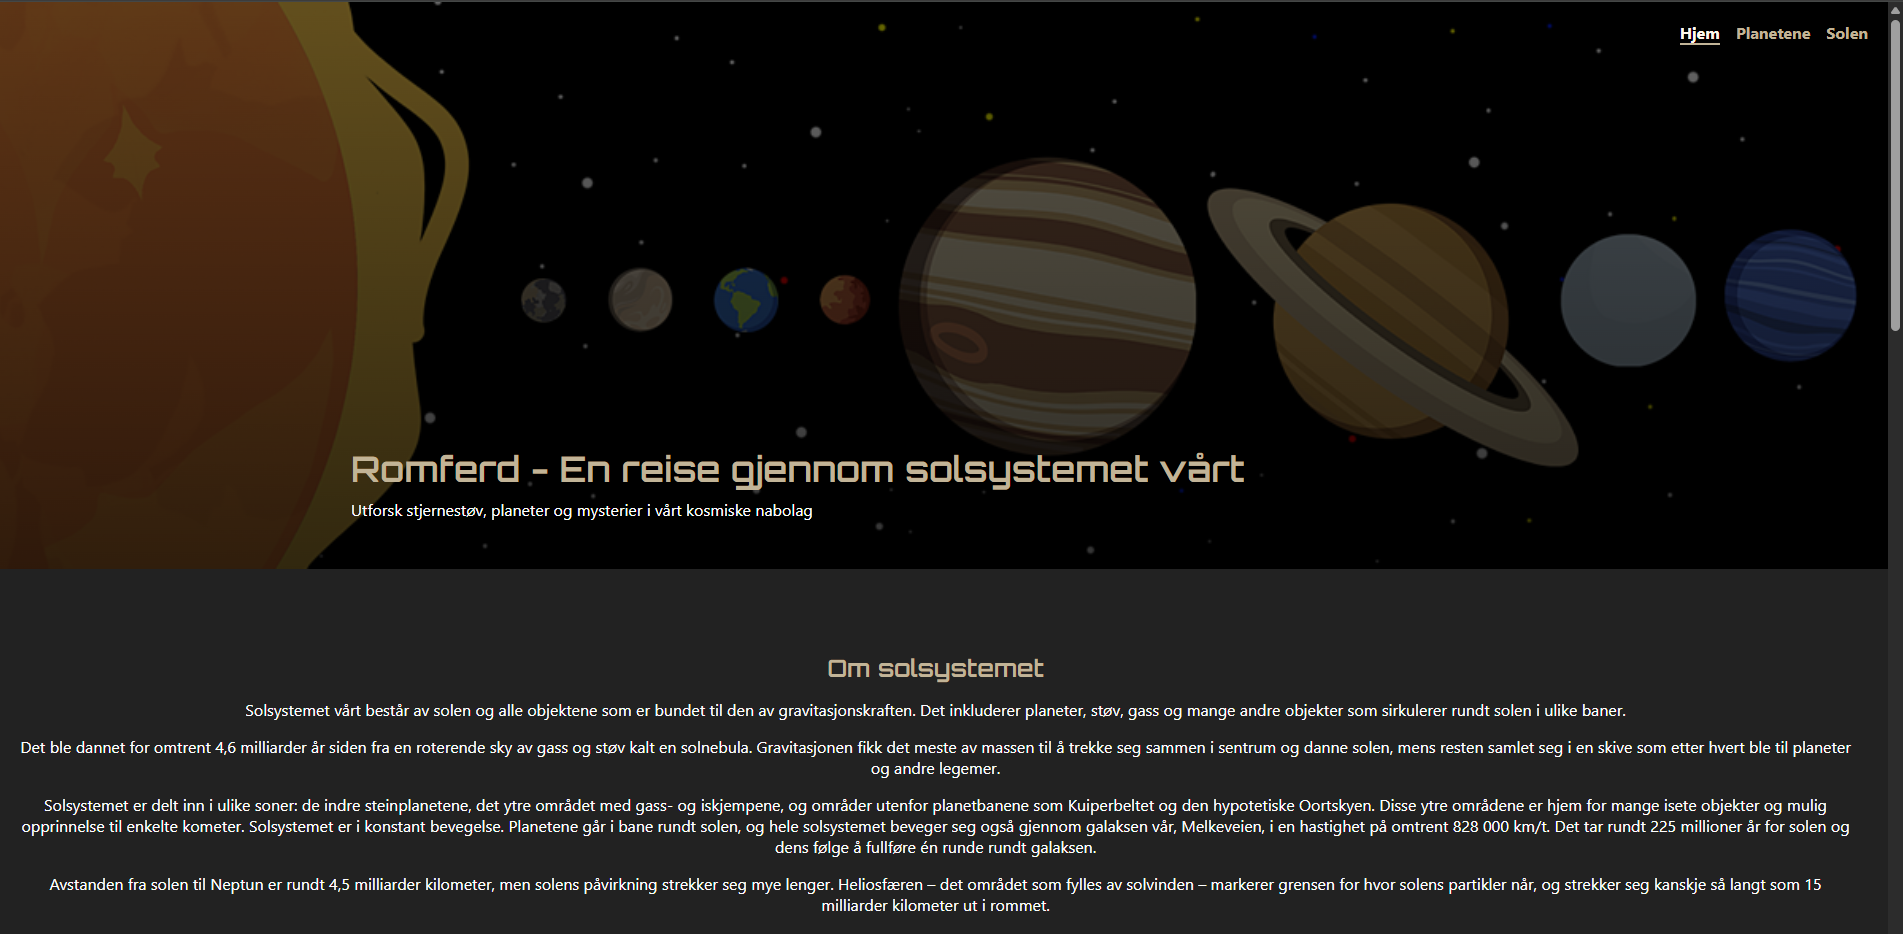 Hjem Planetene Solen
Romferd - En reise gjennom solsystemet vårt
Utforsk stjernestøv, planeter og mysterier i vårt kosmiske nabolag
Om solsystemet
Solsystemet vårt består av solen og alle objektene som er bundet til den av gravitasjonskraften. Det inkluderer planeter, støv, gass og mange andre objekter som sirkulerer rundt solen i ulike baner.
Det ble dannet for omtrent 4,6 milliarder år siden fra en roterende sky av gass og støv kalt en solnebula. Gravitasjonen fikk det meste av massen til å trekke seg sammen i sentrum og danne solen, mens resten samlet seg i en skive som etter hvert ble til planeter
og andre legemer.
Solsystemet er delt inn i ulike soner: de indre steinplanetene, det ytre området med gass- og iskjempene, og områder utenfor planetbanene som Kuiperbeltet og den hypotetiske Oortskyen. Disse ytre områdene er hjem for mange isete objekter og mulig
opprinnelse til enkelte kometer. Solsystemet er i konstant bevegelse. Planetene går i bane rundt solen, og hele solsystemet beveger seg også gjennom galaksen vår, Melkeveien, i en hastighet på omtrent 828 000 km/t. Det tar rundt 225 millioner år for solen og
dens følge å fullføre én runde rundt galaksen.
Avstanden fra solen til Neptun er rundt 4,5 milliarder kilometer, men solens påvirkning strekker seg mye lenger. Heliosfæren – det området som fylles av solvinden – markerer grensen for hvor solens partikler når, og strekker seg kanskje så langt som 15
milliarder kilometer ut i rommet.